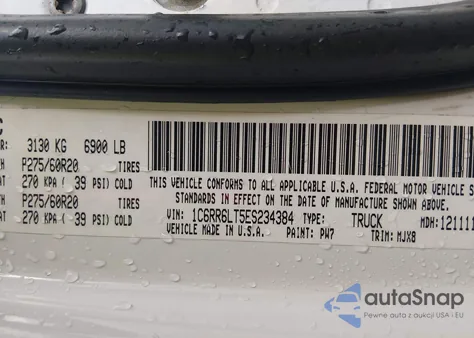 C
R: 3130 KG 6900 LB
H P275/60R20 TIRES
AT 270 KPA ( 39 PSI) COLD
H P275/60R20 TIRES
AT 270 KPA ( 39 PSI) COLD
THIS VEHICLE CONFORMS TO ALL APPLICABLE U.S.A. FEDERAL MOTOR VEHICLE S
STANDARDS IN EFFECT ON THE DATE OF MANUFACTURE SHOWN ABOVE.
VIN: 1C6RR6LT5ES234384 TYPE: TRUCK MDH: 121111
VEHICLE MADE IN U.S.A. PAINT: PW7 TRIM: MJX8
autoSnap
Pewne auta z aukcji USA i EU